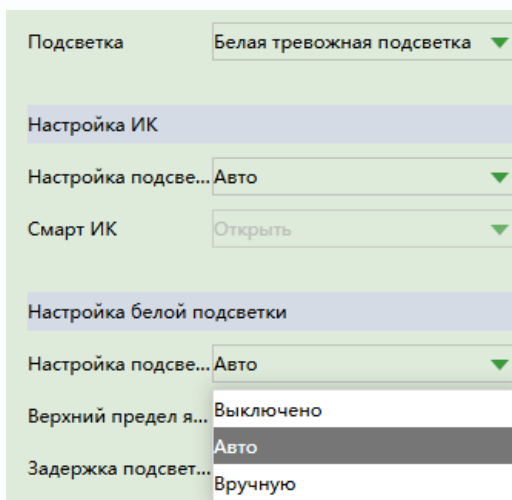 Подсветка Белая тревожная подсветка
Настройка ИК
Настройка подсве... Авто
Смарт ИК Открыть
Настройка белой подсветки
Настройка подсве... Авто
Верхний предел я... Выключено
Авто
Задержка подсвет... Вручную